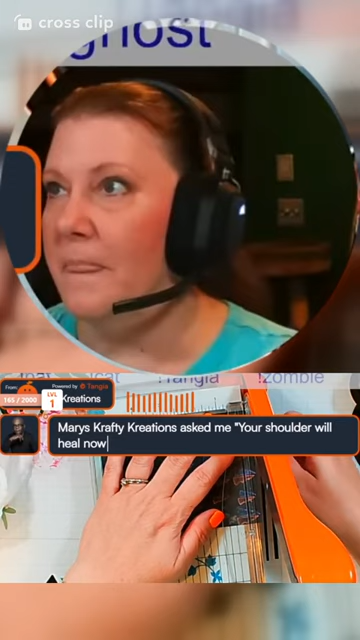 cross clip
ghost
!Tangia !zombie
From
Powered by Tangia
165 / 2000
LVL
1
Kreations
Marys Krafty Kreations asked me "Your shoulder will
heal now